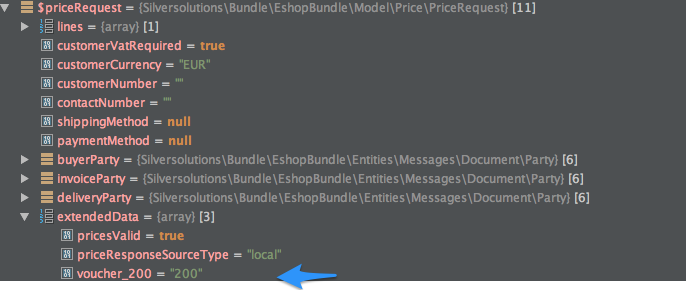 $priceRequest = {Silversolutions\Bundle\EshopBundle\Model\Price\PriceRequest} [11]
lines = {array} [1]
customerVatRequired = true
customerCurrency = "EUR"
customerNumber = ""
contactNumber = ""
shippingMethod = null
paymentMethod = null
buyerParty = {Silversolutions\Bundle\EshopBundle\Entities\Messages\Document\Party} [6]
invoiceParty = {Silversolutions\Bundle\EshopBundle\Entities\Messages\Document\Party} [6]
deliveryParty = {Silversolutions\Bundle\EshopBundle\Entities\Messages\Document\Party} [6]
extendedData = {array} [3]
pricesValid = true
priceResponseSourceType = "local"
voucher_200 = "200"